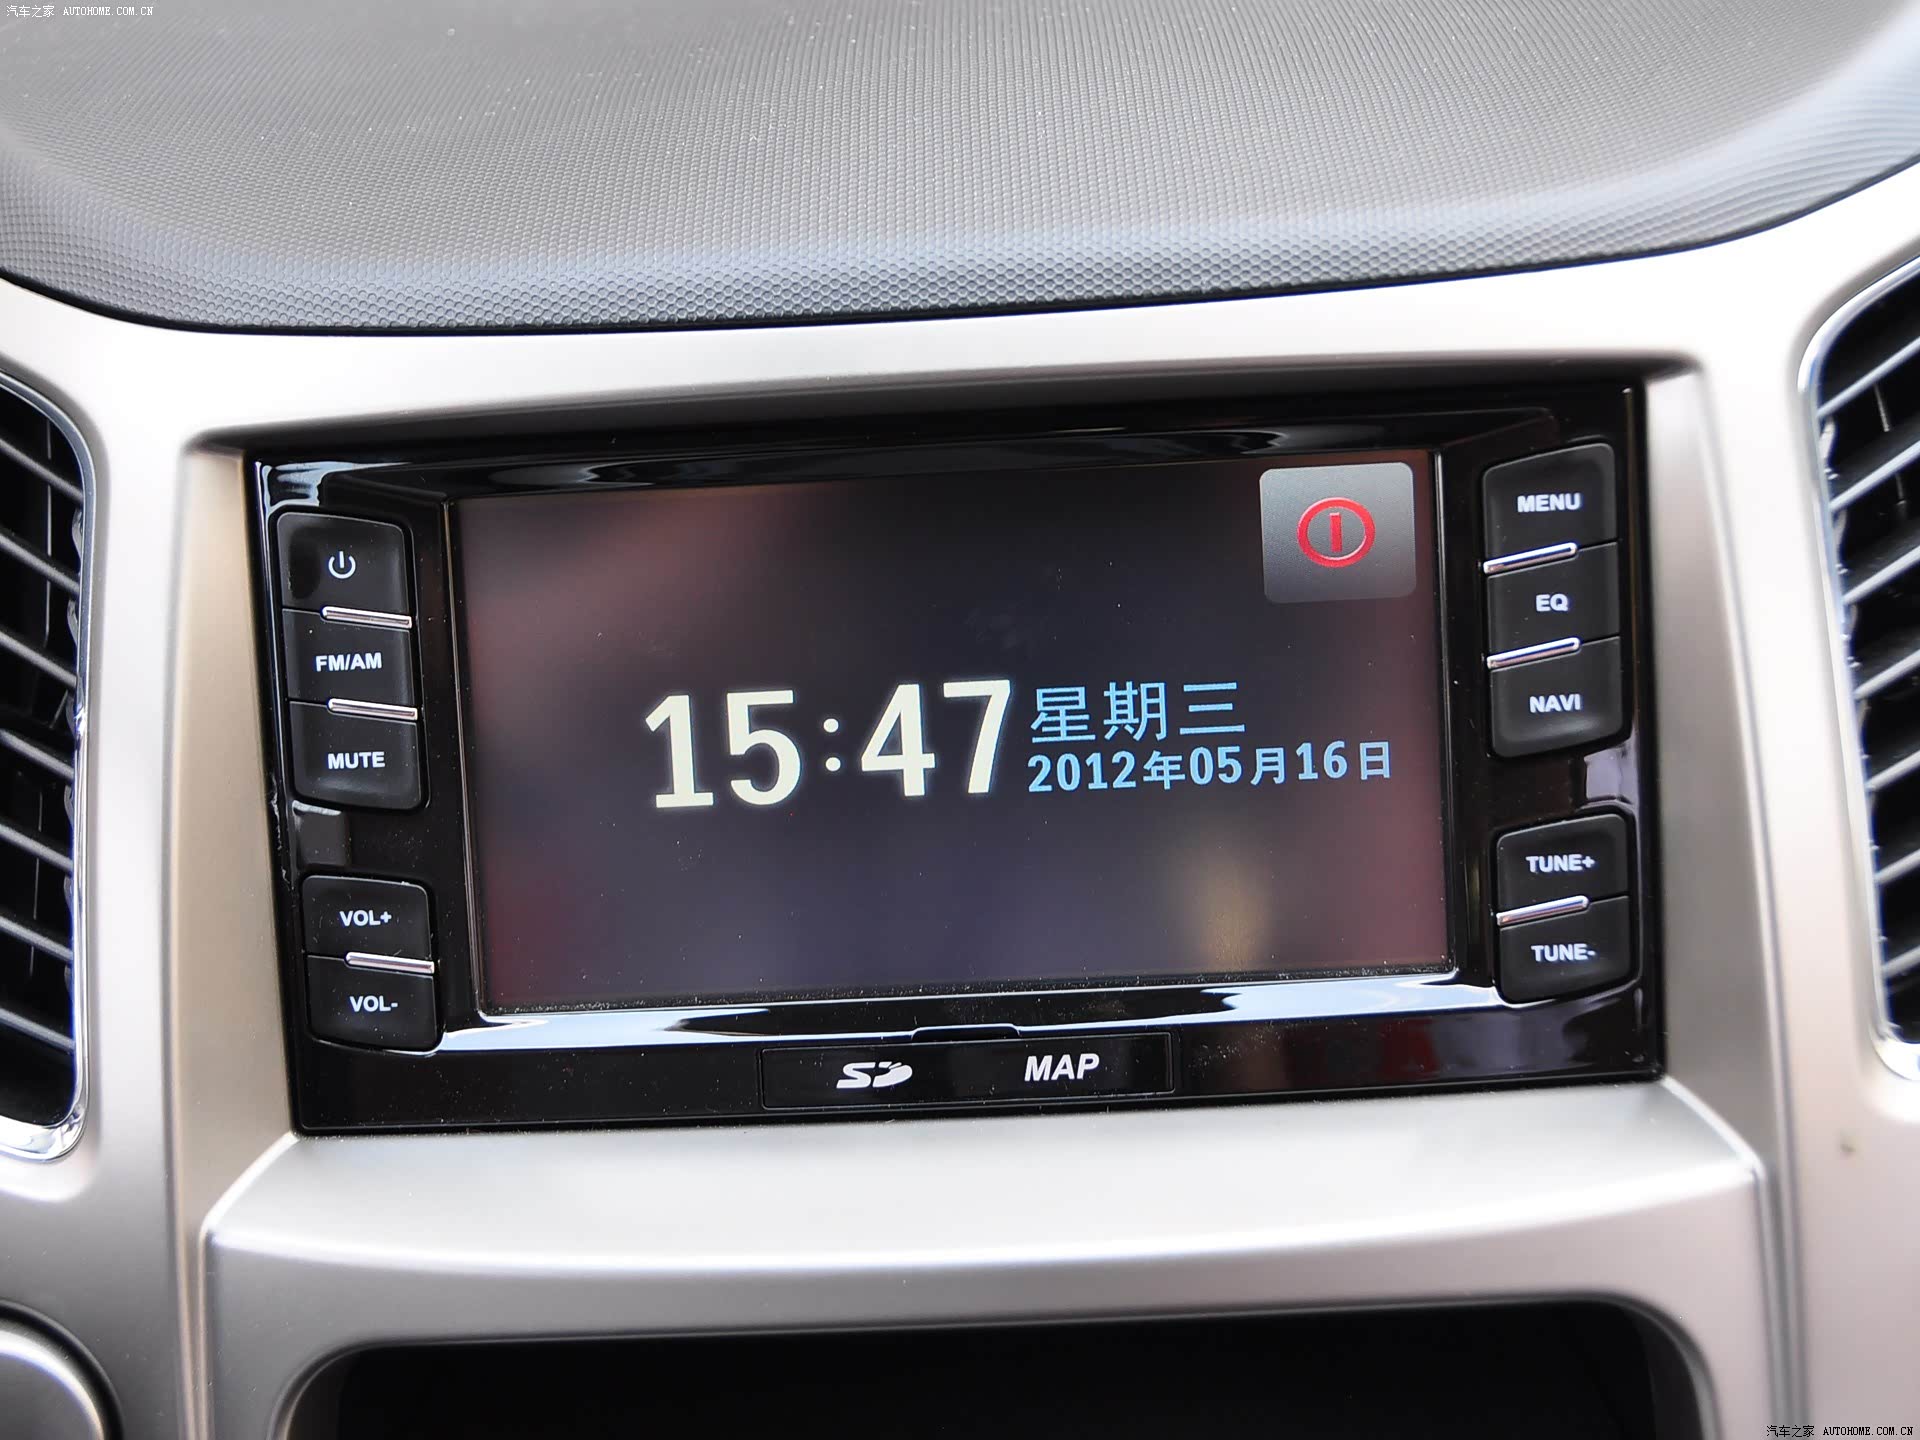 汽车之家 AUTOHOME.COM.CN
MENU
FM/AM
EQ
MUTE
NAVI
15:47
星期三
2012年05月16日
VOL+
TUNE+
VOL-
TUNE-
SD
MAP
汽车之家 AUTOHOME.COM.CN